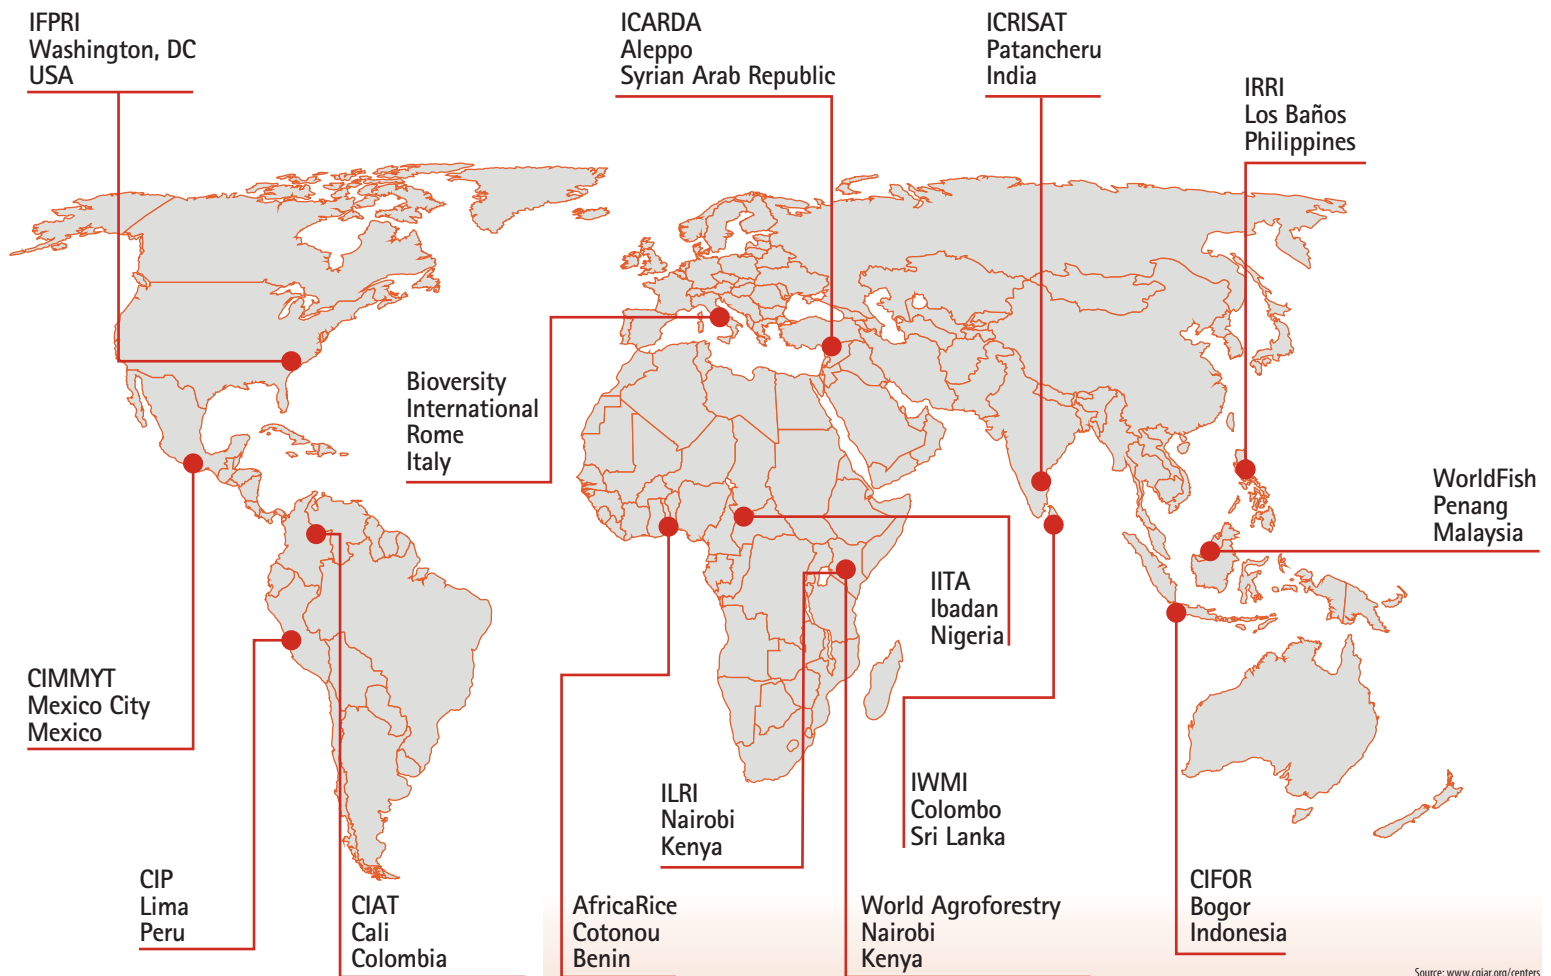 IFPRI
Washington, DC
USA
ICARDA
Aleppo
Syrian Arab Republic
ICRISAT
Patancheru
India
IRRI
Los Baños
Philippines
Bioversity
International
Rome
Italy
WorldFish
Penang
Malaysia
IITA
Ibadan
Nigeria
CIMMYT
Mexico City
Mexico
ILRI
Nairobi
Kenya
IWMI
Colombo
Sri Lanka
CIP
Lima
Peru
CIAT
Cali
Colombia
AfricaRice
Cotonou
Benin
World Agroforestry
Nairobi
Kenya
CIFOR
Bogor
Indonesia
Source: www.cgiar.org/centers